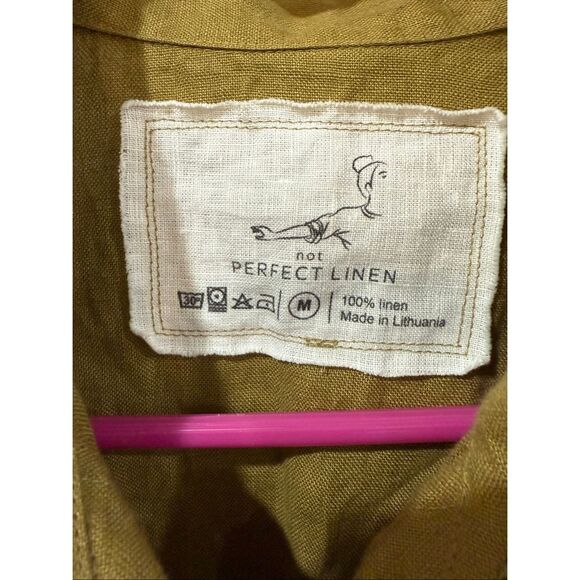 not
PERFECT LINEN
30° M 100% linen
Made in Lithuania